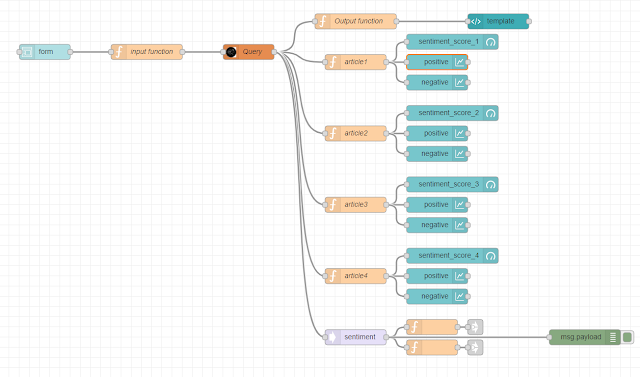 Output function
template
form
input function
Query
sentiment_score_1
article1
positive
negative
sentiment_score_2
article2
positive
negative
sentiment_score_3
article3
positive
negative
sentiment_score_4
article4
positive
negative
sentiment
msg.payload